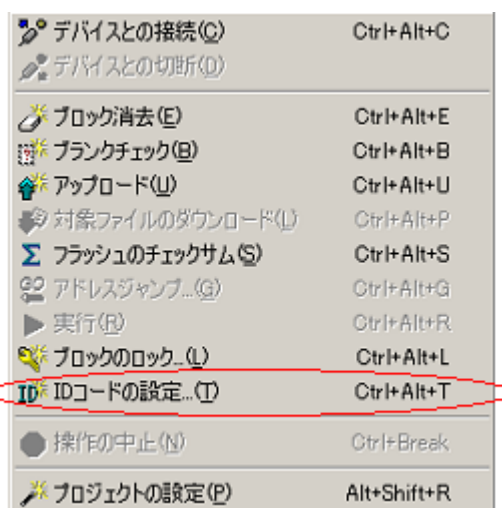 デバイスとの接続(C) Ctrl+Alt+C
デバイスとの切断(D)
ブロック消去(E) Ctrl+Alt+E
ブランクチェック(B) Ctrl+Alt+B
アップロード(U) Ctrl+Alt+U
対象ファイルのダウンロード(L) Ctrl+Alt+P
フラッシュのチェックサム(S) Ctrl+Alt+S
アドレスジャンプ...(G) Ctrl+Alt+G
実行(R) Ctrl+Alt+R
ブロックのロック...(L) Ctrl+Alt+L
IDコードの設定...(T) Ctrl+Alt+T
操作の中止(N) Ctrl+Break
プロジェクトの設定(P) Alt+Shift+R